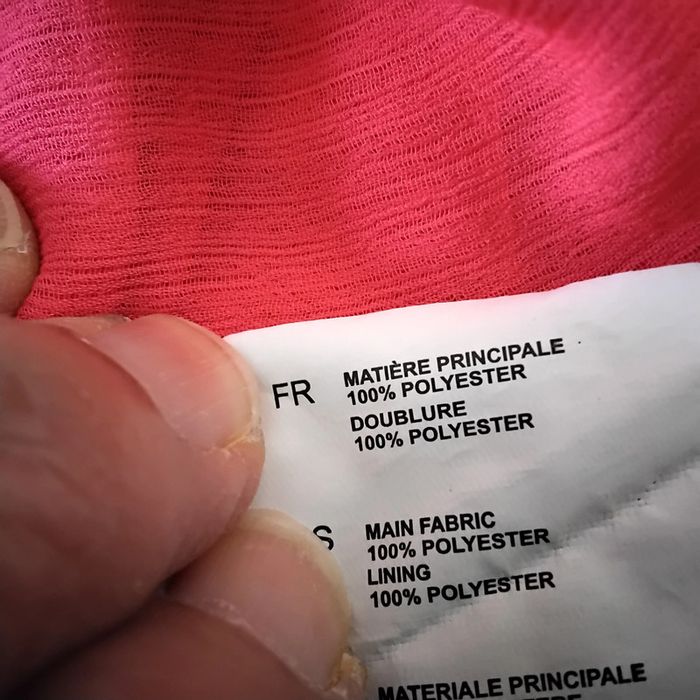 FR MATIÈRE PRINCIPALE
100% POLYESTER
DOUBLURE
100% POLYESTER
S MAIN FABRIC
100% POLYESTER
LINING
100% POLYESTER
MATERIALE PRINCIPALE